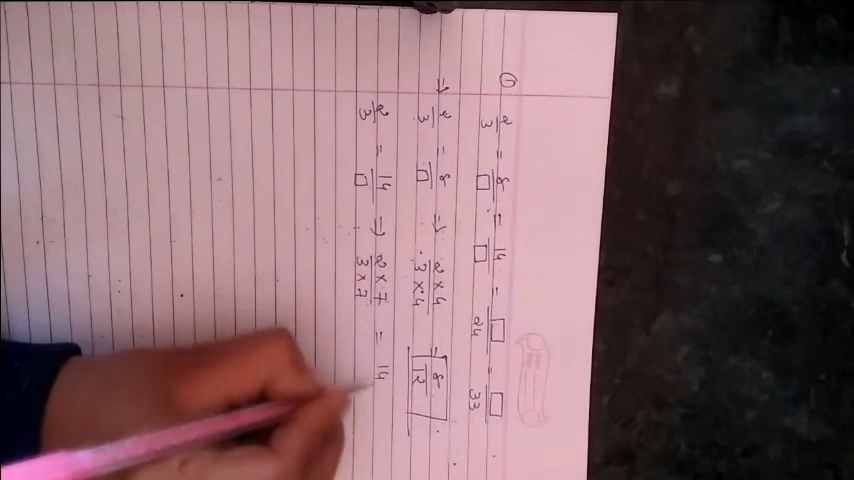 ① 2/3 = 8/□ = 14/□ = □/24 = □/33
⇒ 2/3 = 8/□ ⇒ 2×4/3×4 = 8/12
2/3 = 14/□ ⇒ 2×7/3×7 = 14